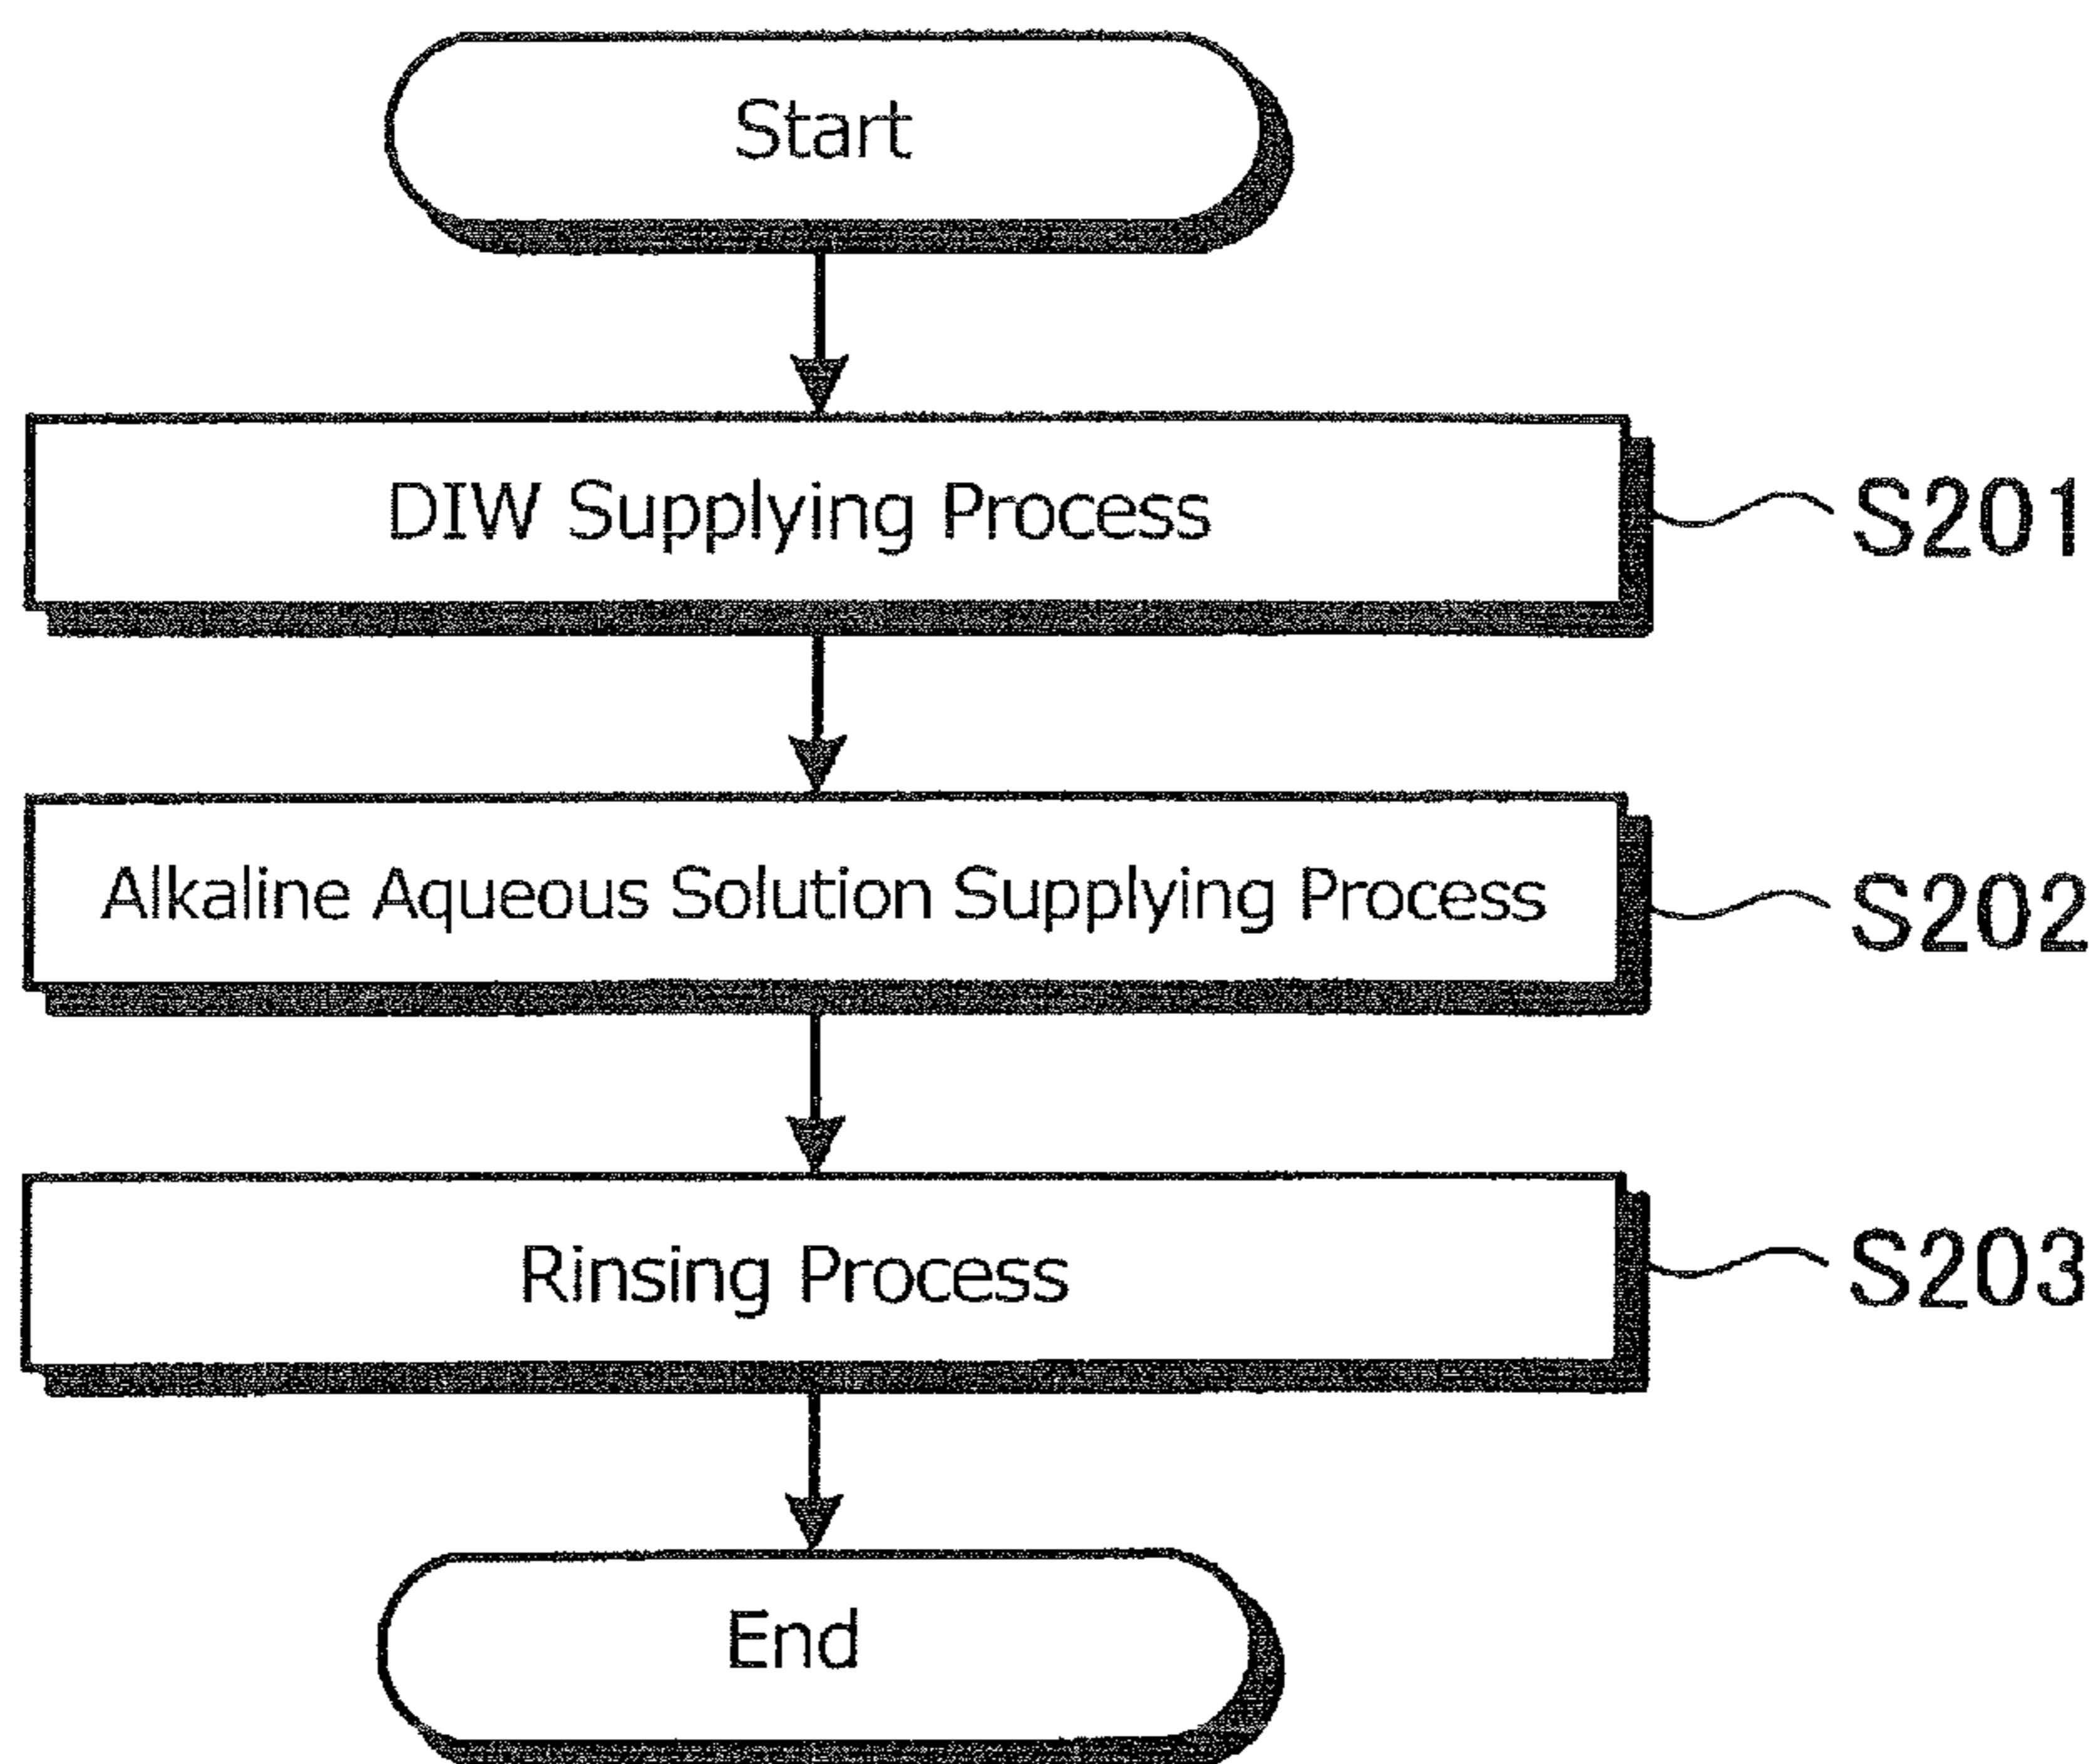 Start
DIW Supplying Process
S201
Alkaline Aqueous Solution Supplying Process
S202
Rinsing Process
S203
End